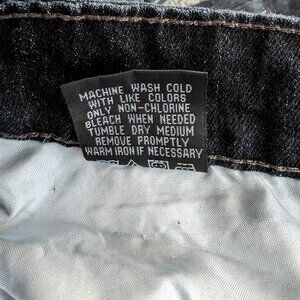 MACHINE WASH COLD
WITH LIKE COLORS
ONLY NON-CHLORINE
BLEACH WHEN NEEDED
TUMBLE DRY MEDIUM
REMOVE PROMPTLY
WARM IRON IF NECESSARY